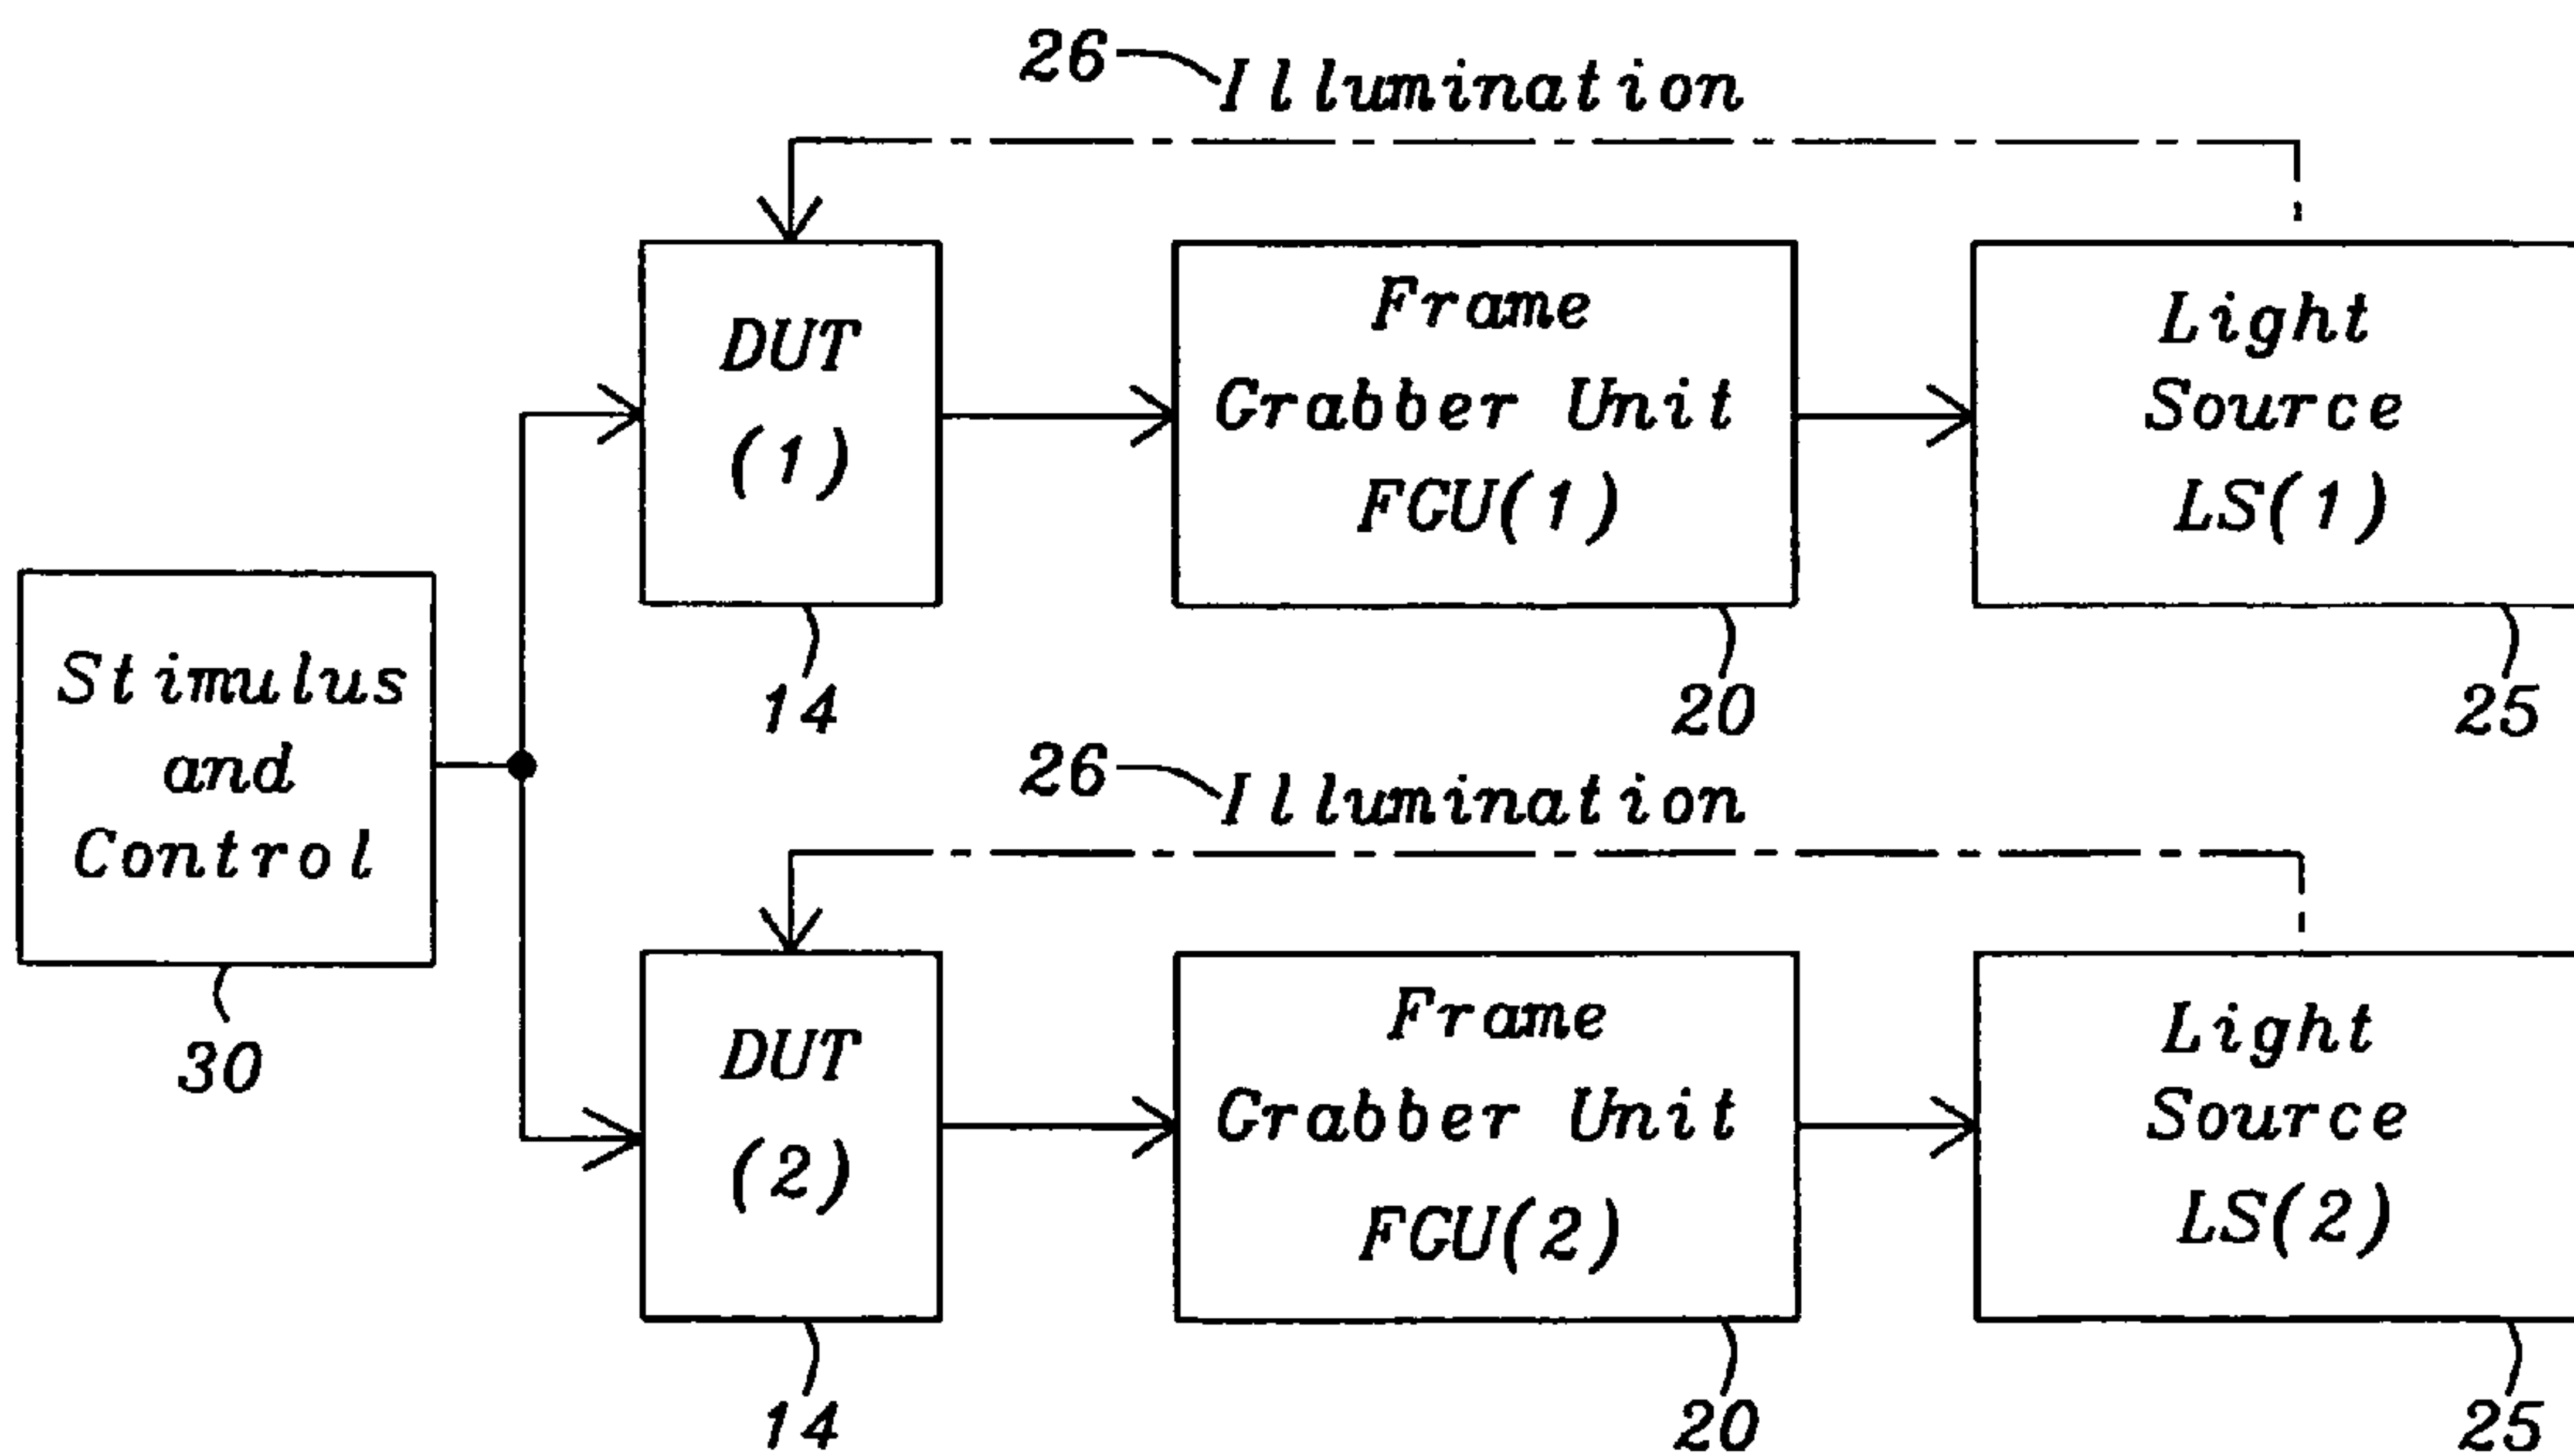 26 Illumination
DUT
(1)
Frame
Grabber Unit
FGU(1)
Light
Source
LS(1)
14
20
25
Stimulus
and
Control
30
26 Illumination
DUT
(2)
Frame
Grabber Unit
FGU(2)
Light
Source
LS(2)
14
20
25